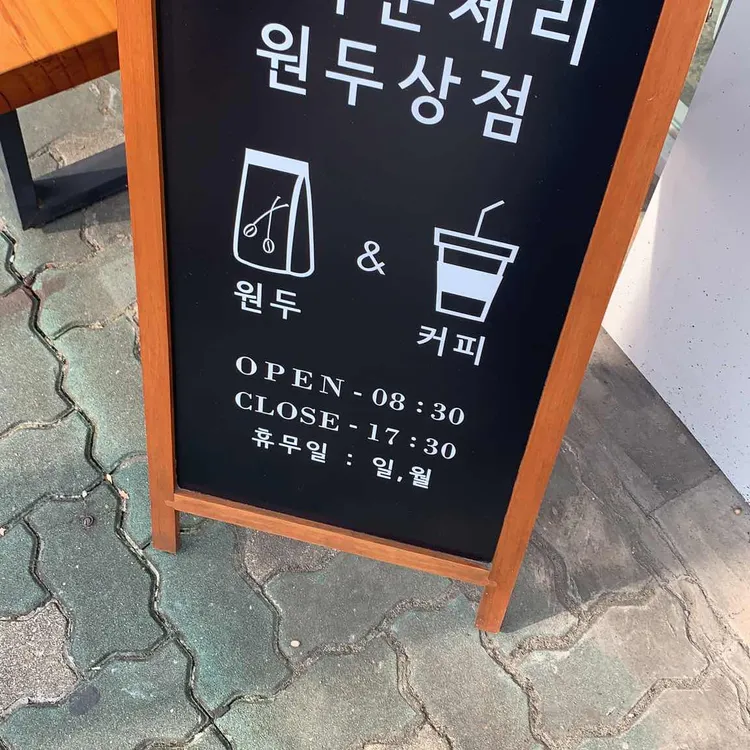 원두상점
&
원두
커피
OPEN - 08 : 30
CLOSE - 17 : 30
휴무일 : 일,월